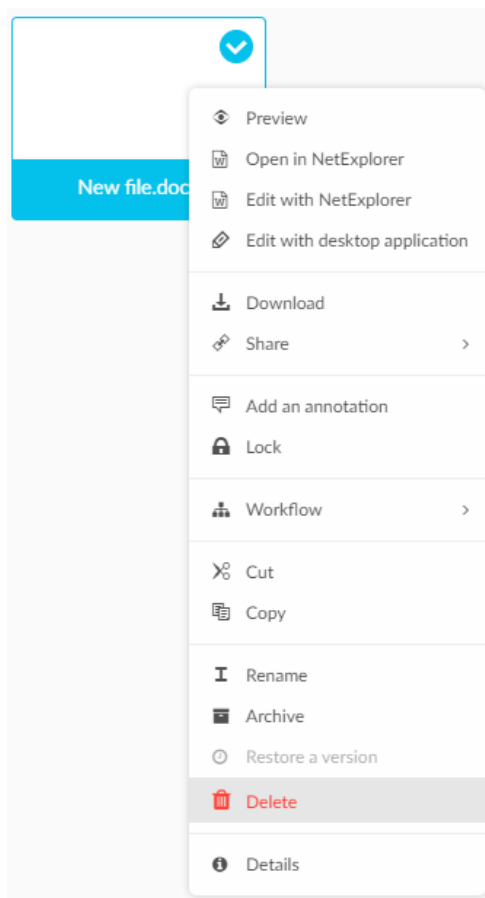 New file.doc
Preview
Open in NetExplorer
Edit with NetExplorer
Edit with desktop application
Download
Share
Add an annotation
Lock
Workflow
Cut
Copy
Rename
Archive
Restore a version
Delete
Details